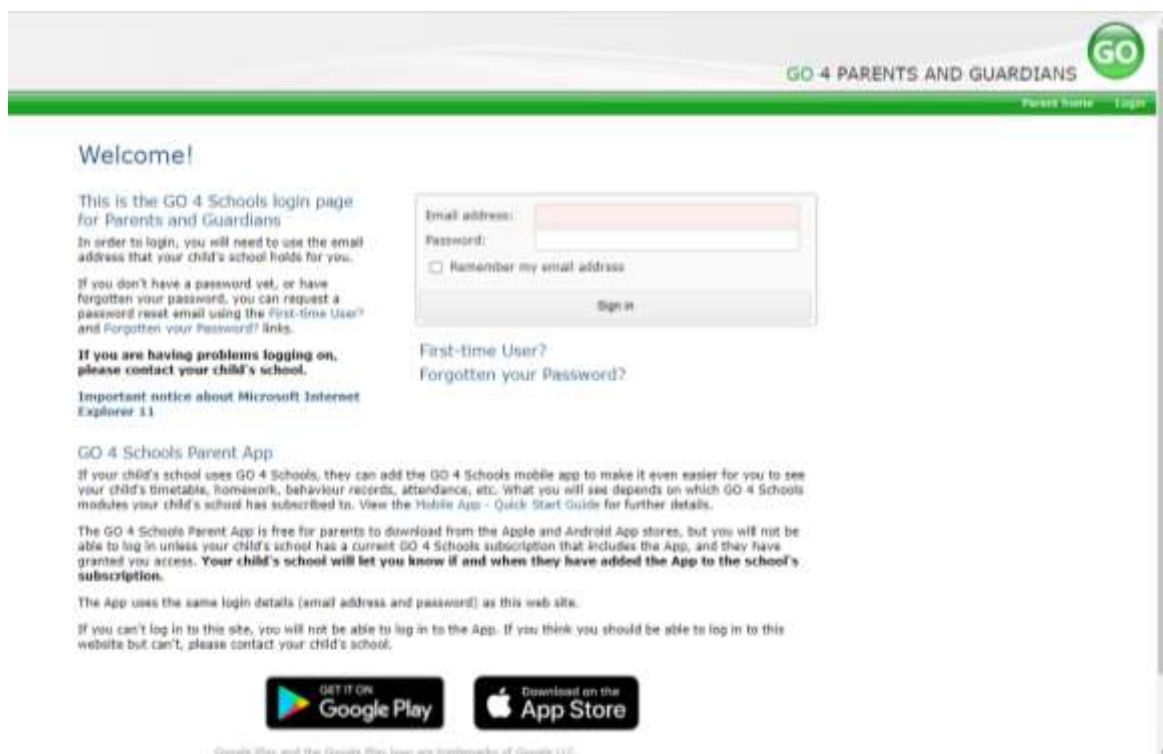 GO
GO 4 PARENTS AND GUARDIANS
Parent home Login
Welcome!
This is the GO 4 Schools login page
for Parents and Guardians
In order to login, you will need to use the email
address that your child's school holds for you.
If you don't have a password yet, or have
forgotten your password, you can request a
password reset email using the First-time User?
and Forgotten your Password? links.
If you are having problems logging on,
please contact your child's school.
Important notice about Microsoft Internet
Explorer 11
Email address:
Password:
Remember my email address
Sign in
First-time User?
Forgotten your Password?
GO 4 Schools Parent App
If your child's school uses GO 4 Schools, they can add the GO 4 Schools mobile app to make it even easier for you to see
your child's timetable, homework, behaviour records, attendance, etc. What you will see depends on which GO 4 Schools
modules your child's school has subscribed to. View the Mobile App - Quick Start Guide for further details.
The GO 4 Schools Parent App is free for parents to download from the Apple and Android App stores, but you will not be
able to log in unless your child's school has a current GO 4 Schools subscription that includes the App, and they have
granted you access. Your child's school will let you know if and when they have added the App to the school's
subscription.
The App uses the same login details (email address and password) as this web site.
If you can't log in to this site, you will not be able to log in to the App. If you think you should be able to log in to this
website but can't, please contact your child's school.
GET IT ON
Google Play
Download on the
App Store
Google Play and the Google Play logo are trademarks of Google LLC.